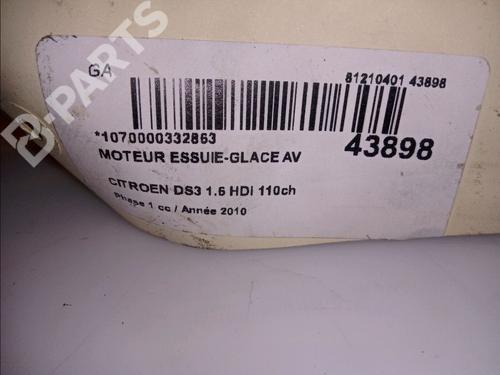 GA
81210401 43898
*1070000332863
43898
MOTEUR ESSUIE-GLACE AV
CITROEN DS3 1.6 HDI 110ch
Phase 1 cc / Année 2010
B-PARTS